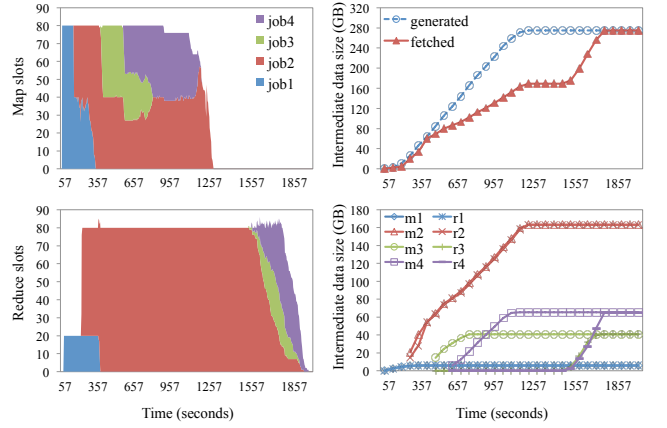 Map slots
90
80
70
60
50
40
30
20
10
0
57 357 657 957 1257 1557 1857
job4
job3
job2
job1
Intermediate data size (GB)
320
280
240
200
160
120
80
40
0
57 357 657 957 1257 1557 1857
generated
fetched
Reduce slots
90
80
70
60
50
40
30
20
10
0
57 357 657 957 1257 1557 1857
Time (seconds)
Intermediate data size (GB)
180
160
140
120
100
80
60
40
20
0
57 357 657 957 1257 1557 1857
m1 r1
m2 r2
m3 r3
m4 r4
Time (seconds)